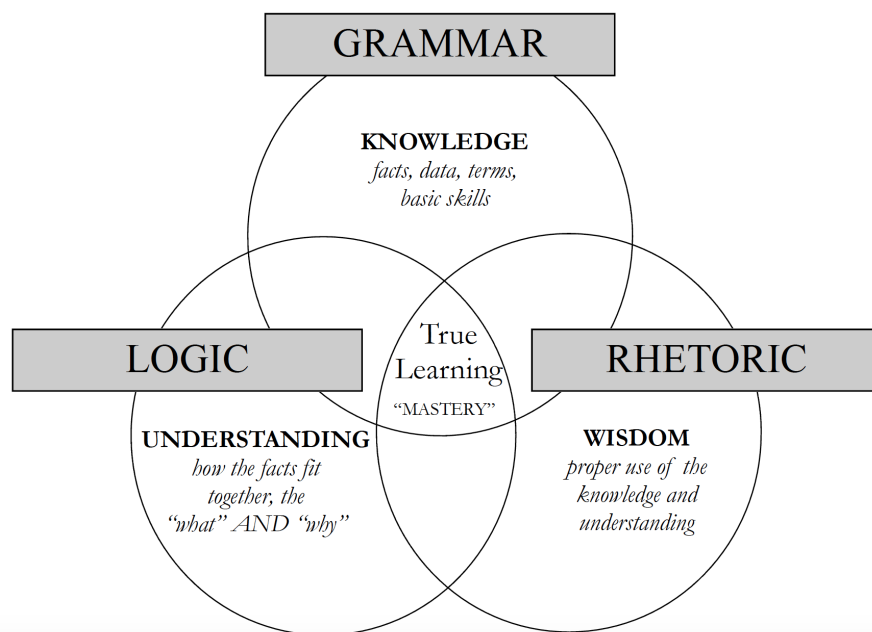 GRAMMAR
KNOWLEDGE
facts, data, terms,
basic skills
True
Learning
“MASTERY”
LOGIC
RHETORIC
UNDERSTANDING
how the facts fit
together, the
“what” AND “why”
WISDOM
proper use of the
knowledge and
understanding